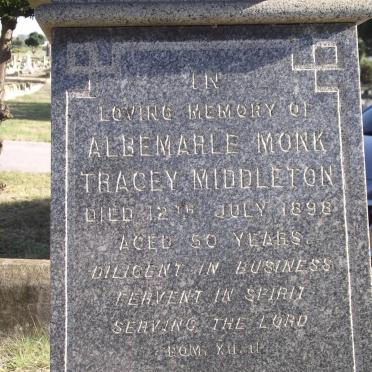 IN
LOVING MEMORY OF
ALBEMARLE MONK
TRACEY MIDDLETON
DIED 12TH JULY 1898
AGED 50 YEARS
DILIGENT IN BUSINESS
FERVENT IN SPIRIT
SERVING THE LORD
ROM. XII. II